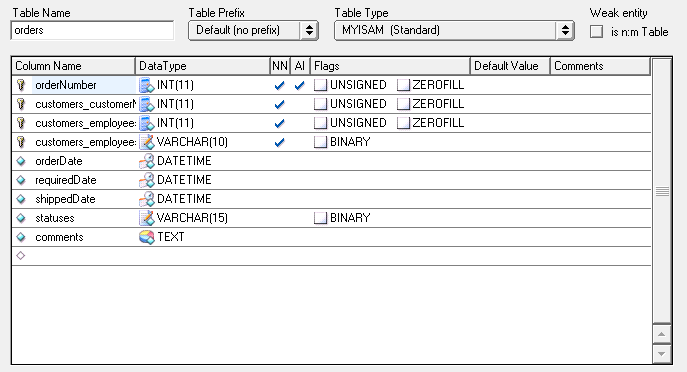 Table Name Table Prefix Table Type Weak entity
orders Default (no prefix) MYISAM (Standard) is n:m Table
Column Name DataType NN AI Flags Default Value Comments
orderNumber INT(11) UNSIGNED ZEROFILL
customers_customerN INT(11) UNSIGNED ZEROFILL
customers_employee: INT(11) UNSIGNED ZEROFILL
customers_employee: VARCHAR(10) BINARY
orderDate DATETIME
requiredDate DATETIME
shippedDate DATETIME
statuses VARCHAR(15) BINARY
comments TEXT